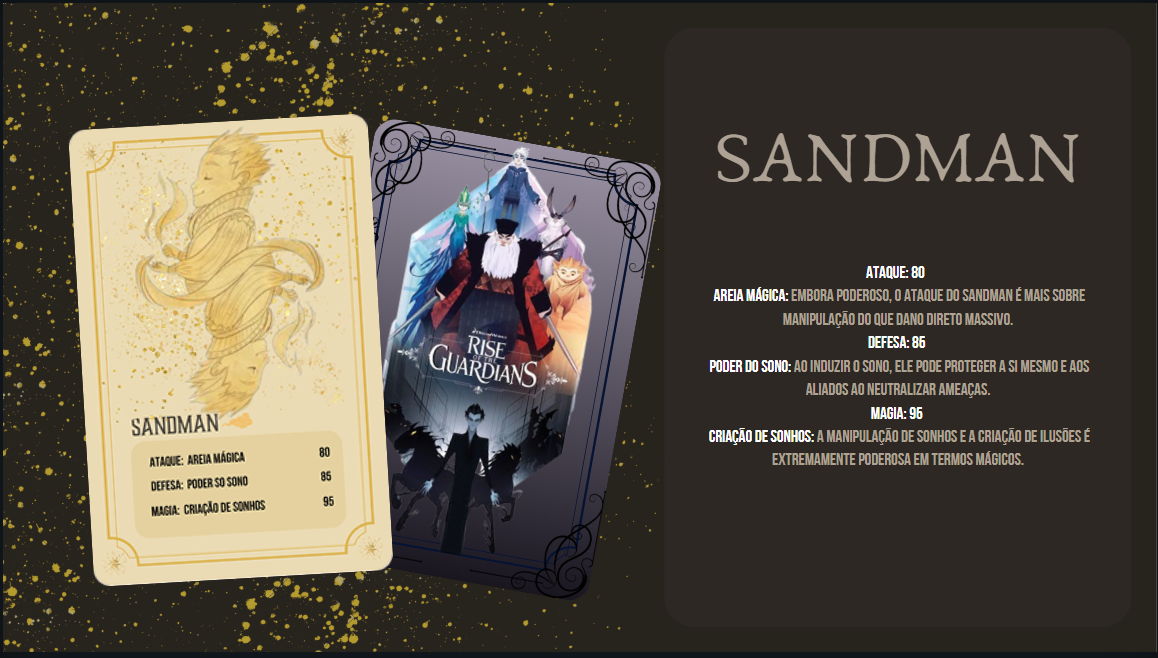 SANDMAN
ATAQUE: AREIA MÁGICA 80
DEFESA: PODER SO SONO 85
MAGIA: CRIAÇÃO DE SONHOS 95
RISE
OF THE
GUARDIANS
SANDMAN
ATAQUE: 80
AREIA MÁGICA: EMBORA PODEROSO, O ATAQUE DO SANDMAN É MAIS SOBRE
MANIPULAÇÃO DO QUE DANO DIRETO MASSIVO.
DEFESA: 85
PODER DO SONO: AO INDUZIR O SONO, ELE PODE PROTEGER A SI MESMO E AOS
ALIADOS AO NEUTRALIZAR AMEAÇAS.
MAGIA: 95
CRIAÇÃO DE SONHOS: A MANIPULAÇÃO DE SONHOS E A CRIAÇÃO DE ILUSÕES É
EXTREMAMENTE PODEROSA EM TERMOS MÁGICOS.